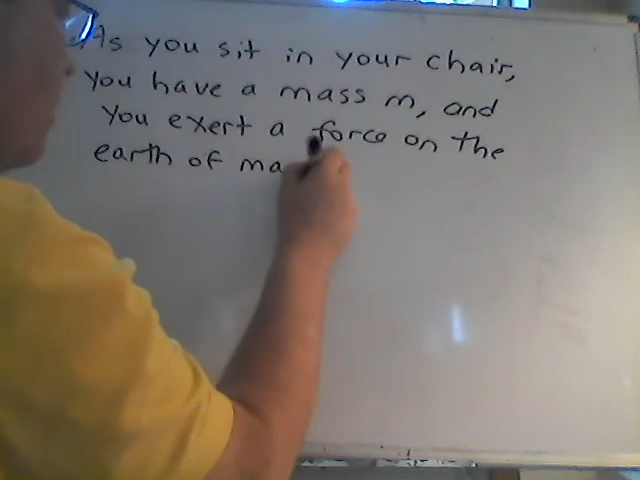 As you sit in your chair,
you have a mass m, and
you exert a force on the
earth of ma